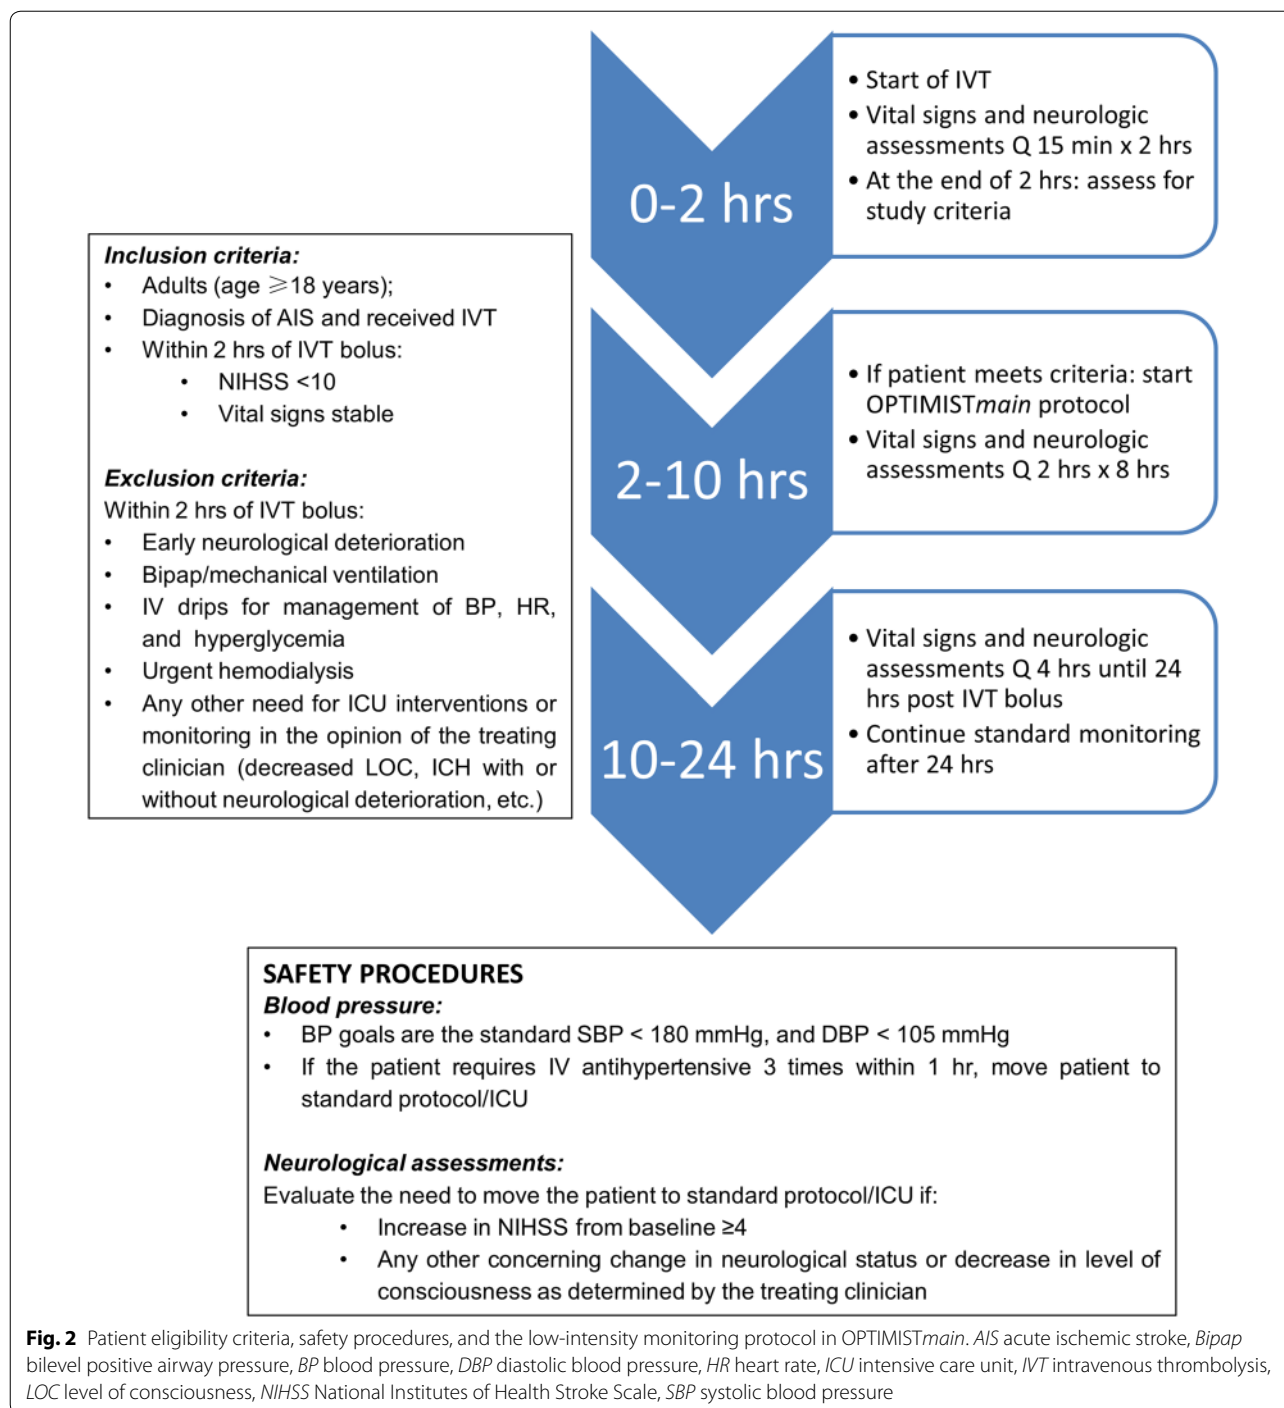 • Start of IVT
• Vital signs and neurologic
assessments Q 15 min x 2 hrs
• At the end of 2 hrs: assess for
study criteria
0-2 hrs
Inclusion criteria:
• Adults (age ⩾18 years);
• Diagnosis of AIS and received IVT
• Within 2 hrs of IVT bolus:
• NIHSS <10
• Vital signs stable
Exclusion criteria:
Within 2 hrs of IVT bolus:
• Early neurological deterioration
• Bipap/mechanical ventilation
• IV drips for management of BP, HR,
and hyperglycemia
• Urgent hemodialysis
• Any other need for ICU interventions or
monitoring in the opinion of the treating
clinician (decreased LOC, ICH with or
without neurological deterioration, etc.)
2-10 hrs
• If patient meets criteria: start
OPTIMISTmain protocol
• Vital signs and neurologic
assessments Q 2 hrs x 8 hrs
10-24 hrs
• Vital signs and neurologic
assessments Q 4 hrs until 24
hrs post IVT bolus
• Continue standard monitoring
after 24 hrs
SAFETY PROCEDURES
Blood pressure:
• BP goals are the standard SBP < 180 mmHg, and DBP < 105 mmHg
• If the patient requires IV antihypertensive 3 times within 1 hr, move patient to
standard protocol/ICU
Neurological assessments:
Evaluate the need to move the patient to standard protocol/ICU if:
• Increase in NIHSS from baseline ≥4
• Any other concerning change in neurological status or decrease in level of
consciousness as determined by the treating clinician
Fig. 2 Patient eligibility criteria, safety procedures, and the low-intensity monitoring protocol in OPTIMISTmain. AIS acute ischemic stroke, Bipap
bilevel positive airway pressure, BP blood pressure, DBP diastolic blood pressure, HR heart rate, ICU intensive care unit, IVT intravenous thrombolysis,
LOC level of consciousness, NIHSS National Institutes of Health Stroke Scale, SBP systolic blood pressure